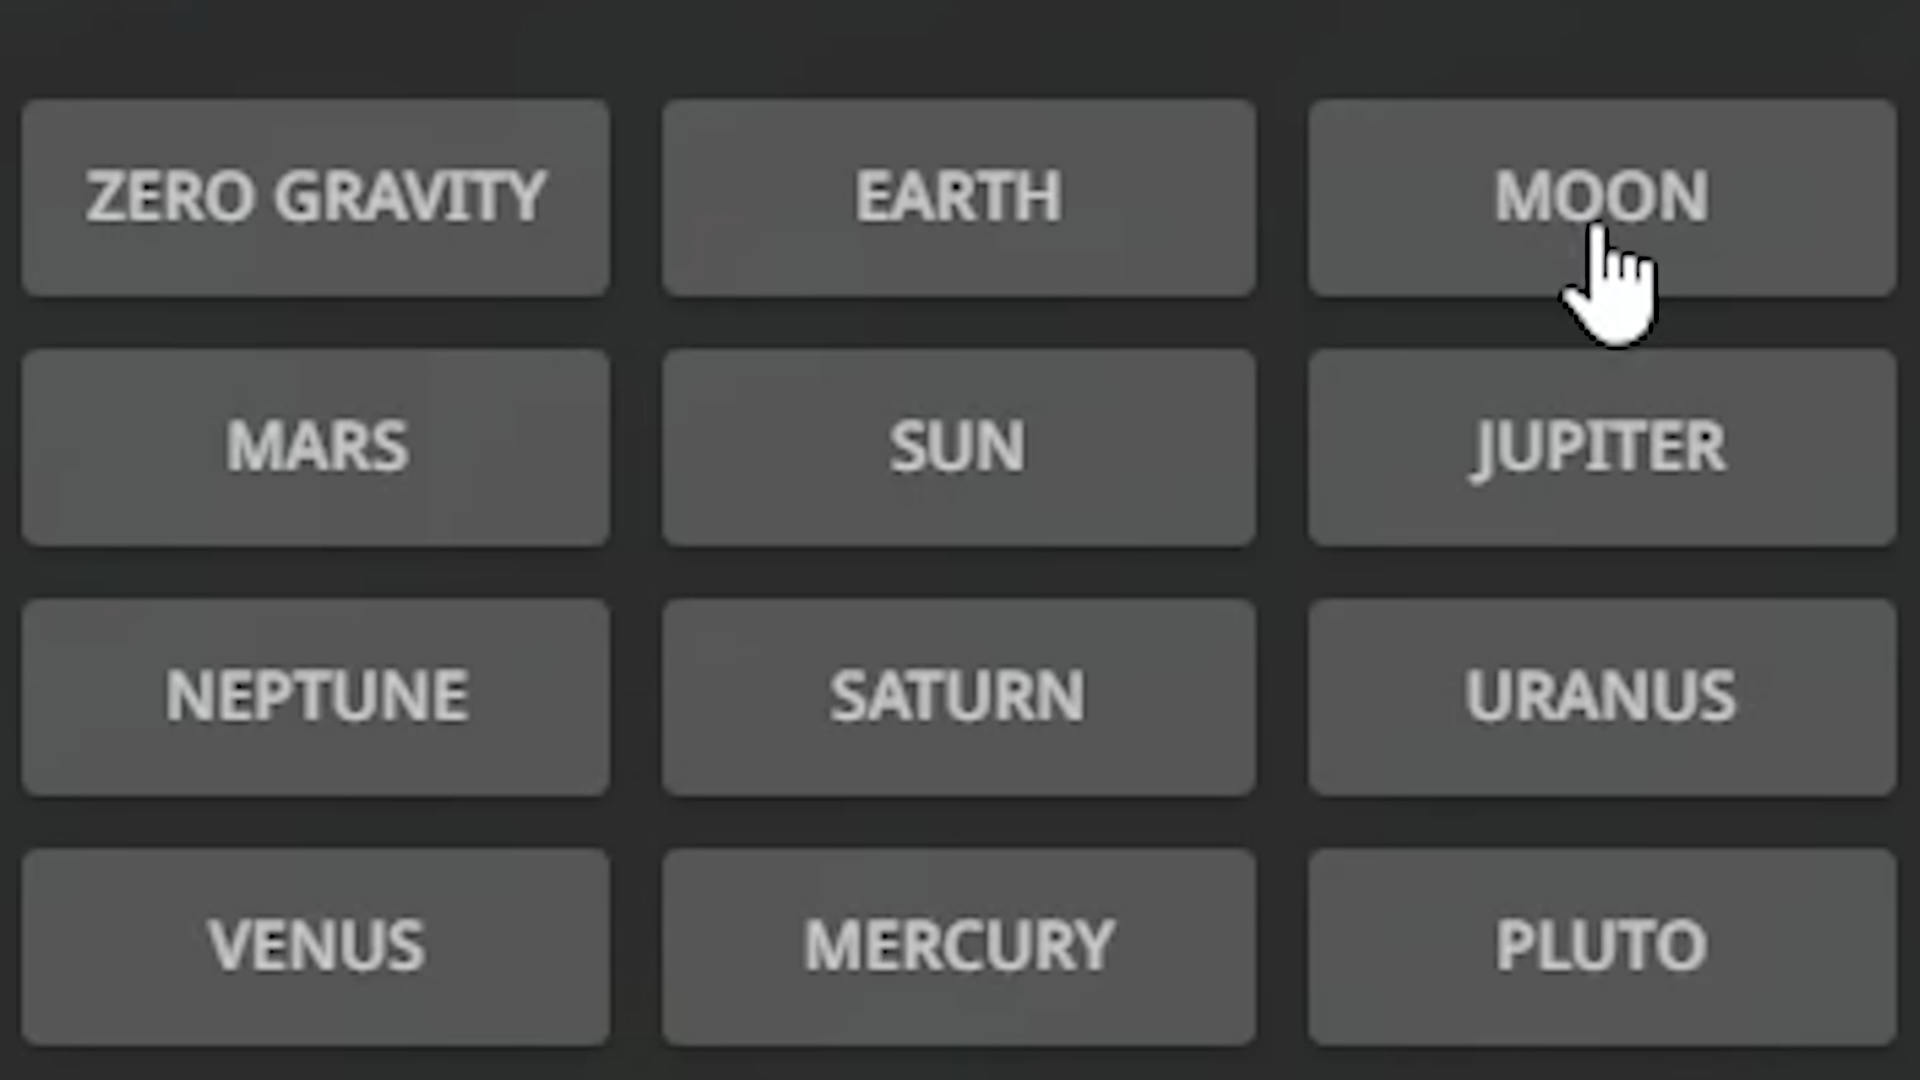 ZERO GRAVITY
EARTH
MOON
MARS
SUN
JUPITER
NEPTUNE
SATURN
URANUS
VENUS
MERCURY
PLUTO